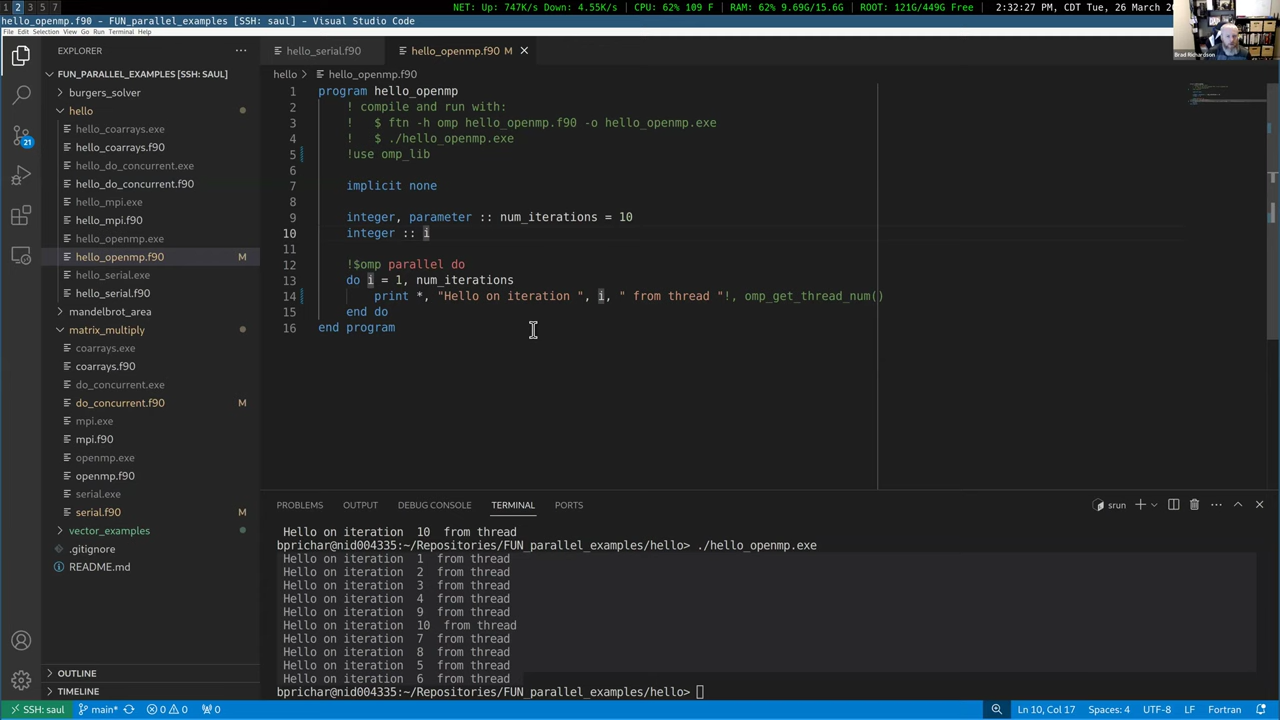 1 2 3 5 7
NET: Up: 747K/s Down: 4.55K/s CPU: 62% 109 F RAM: 62% 9.69G/15.6G ROOT: 121G/449G Free 2:32:27 PM, CDT Tue, 26 March 20
hello_openmp.f90 - FUN_parallel_examples [SSH: saul] - Visual Studio Code
File Edit Selection View Go Run Terminal Help
Brad Richardson
EXPLORER
hello_serial.f90 hello_openmp.f90 M
FUN_PARALLEL_EXAMPLES [SSH: SAUL]
burgers_solver
hello
hello_coarrays.exe
hello_coarrays.f90
hello_do_concurrent.exe
hello_do_concurrent.f90
hello_mpi.exe
hello_mpi.f90
hello_openmp.exe
hello_openmp.f90 M
hello_serial.exe
hello_serial.f90
mandelbrot_area
matrix_multiply
coarrays.exe
coarrays.f90
do_concurrent.exe
do_concurrent.f90 M
mpi.exe
mpi.f90
openmp.exe
openmp.f90
serial.exe
serial.f90 M
vector_examples
.gitignore
README.md
OUTLINE
TIMELINE
21
hello > hello_openmp.f90
1 program hello_openmp
2 ! compile and run with:
3 ! $ ftn -h omp hello_openmp.f90 -o hello_openmp.exe
4 ! $ ./hello_openmp.exe
5 !use omp_lib
6
7 implicit none
8
9 integer, parameter :: num_iterations = 10
10 integer :: i
11
12 !$omp parallel do
13 do i = 1, num_iterations
14 print *, "Hello on iteration ", i, " from thread "!, omp_get_thread_num()
15 end do
16 end program
PROBLEMS OUTPUT DEBUG CONSOLE TERMINAL PORTS
srun
Hello on iteration 10 from thread
bprichar@nid004335:~/Repositories/FUN_parallel_examples/hello> ./hello_openmp.exe
Hello on iteration 1 from thread
Hello on iteration 2 from thread
Hello on iteration 3 from thread
Hello on iteration 4 from thread
Hello on iteration 9 from thread
Hello on iteration 10 from thread
Hello on iteration 7 from thread
Hello on iteration 8 from thread
Hello on iteration 5 from thread
Hello on iteration 6 from thread
bprichar@nid004335:~/Repositories/FUN_parallel_examples/hello>
SSH: saul main* 0 0 0 Ln 10, Col 17 Spaces: 4 UTF-8 LF Fortran